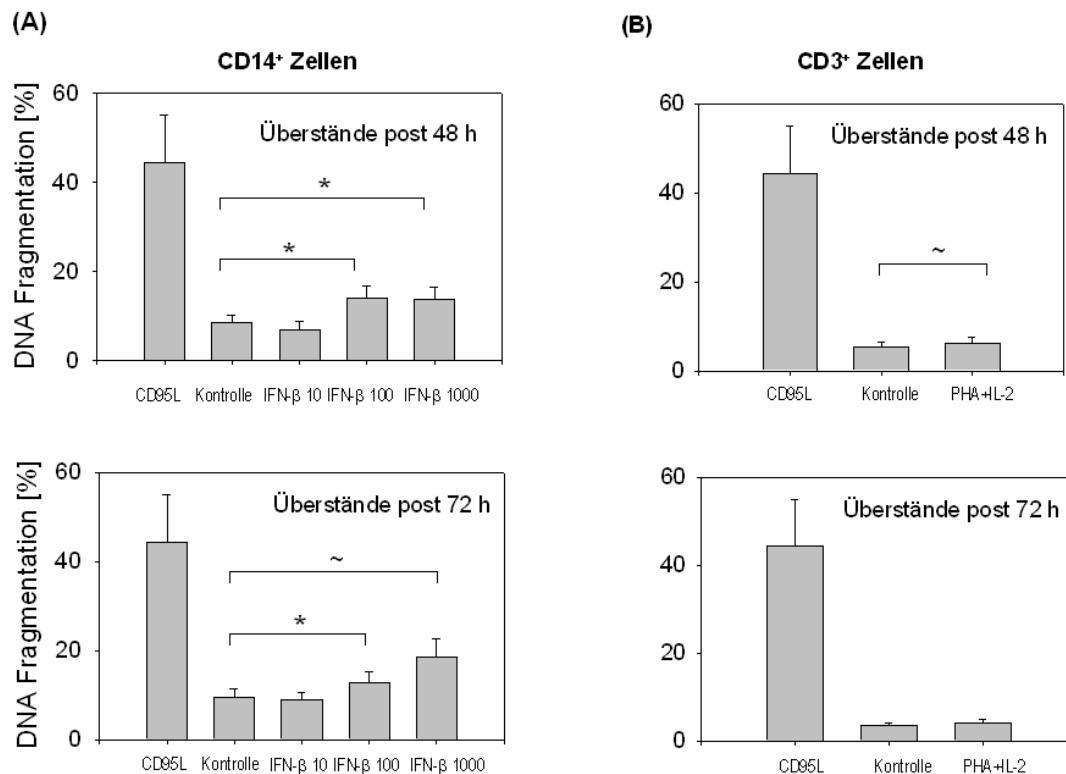 (A)
CD14⁺ Zellen
DNA Fragmentation [%]
60
40
20
0
Überstände post 48 h
*
*
CD95L Kontrolle IFN-β 10 IFN-β 100 IFN-β 1000
DNA Fragmentation [%]
60
40
20
0
Überstände post 72 h
~
*
CD95L Kontrolle IFN-β 10 IFN-β 100 IFN-β 1000
(B)
CD3⁺ Zellen
60
40
20
0
Überstände post 48 h
~
CD95L Kontrolle PHA+IL-2
60
40
20
0
Überstände post 72 h
CD95L Kontrolle PHA+IL-2